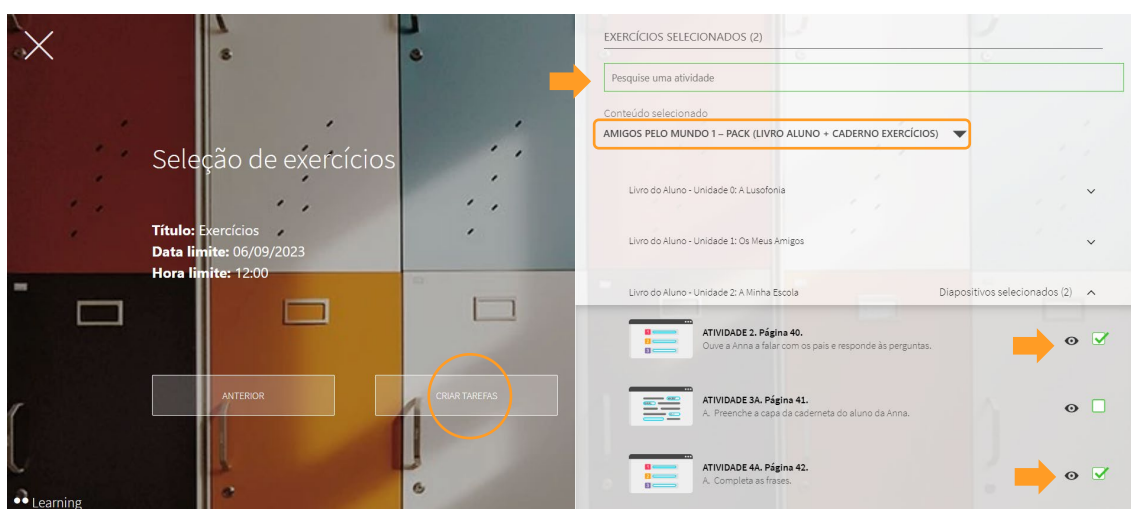 Seleção de exercícios
Título: Exercícios
Data limite: 06/09/2023
Hora limite: 12:00
ANTERIOR
CRIAR TAREFAS
Learning
EXERCÍCIOS SELECIONADOS (2)
Pesquise uma atividade
Conteúdo selecionado
AMIGOS PELO MUNDO 1 – PACK (LIVRO ALUNO + CADERNO EXERCÍCIOS)
Livro do Aluno - Unidade 0: A Lusofonia
Livro do Aluno - Unidade 1: Os Meus Amigos
Livro do Aluno - Unidade 2: A Minha Escola Diapositivos selecionados (2)
ATIVIDADE 2. Página 40.
Ouve a Anna a falar com os pais e responde às perguntas.
ATIVIDADE 3A. Página 41.
A. Preenche a capa da caderneta do aluno da Anna.
ATIVIDADE 4A. Página 42.
A. Completa as frases.